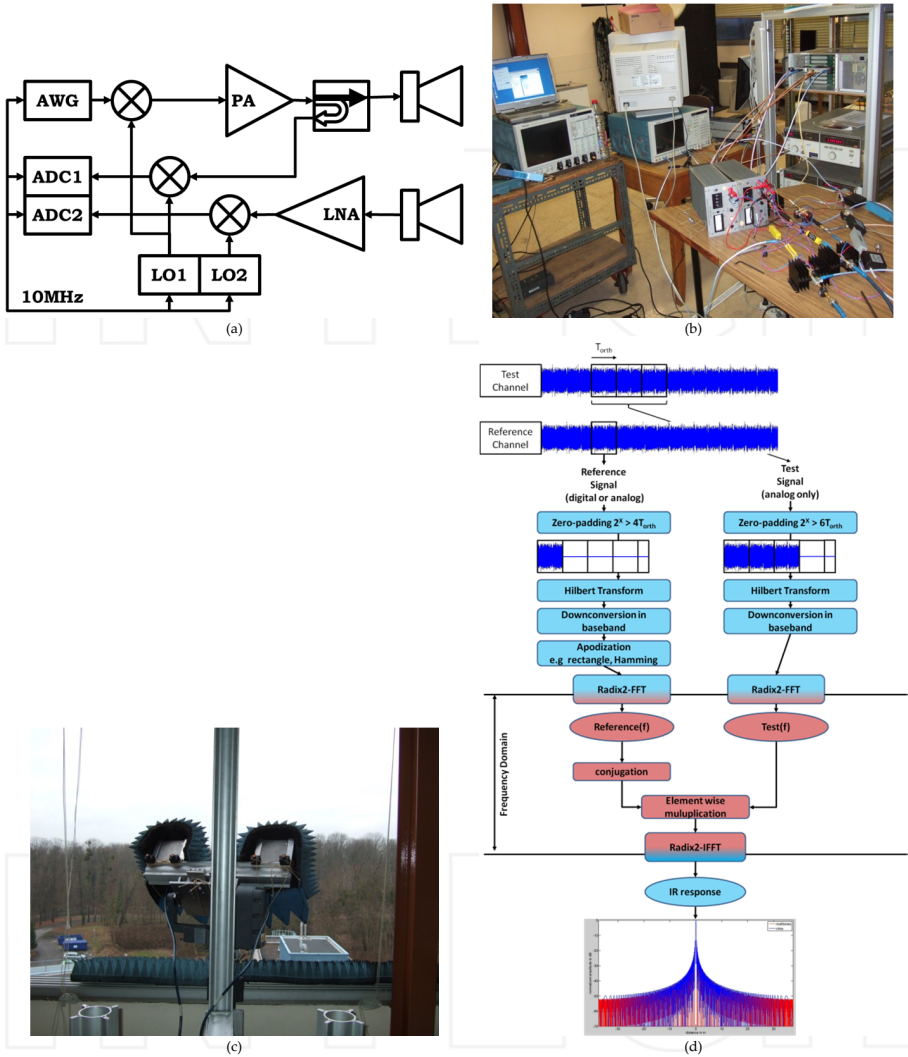 AWG
PA
ADC1
ADC2
LNA
LO1
LO2
10MHz
(a)
(b)
Torth
Test
Channel
Reference
Channel
Reference
Signal
(digital or analog)
Test
Signal
(analog only)
Zero-padding 2ˣ > 4Torth
Zero-padding 2ˣ > 6Torth
Hilbert Transform
Hilbert Transform
Downconversion in
baseband
Downconversion in
baseband
Apodization
e.g rectangle, Hamming
Radix2-FFT
Radix2-FFT
Frequency Domain
Reference(f)
Test(f)
conjugation
Element wise
muluplication
Radix2-IFFT
IR response
distance in m
(c)
(d)